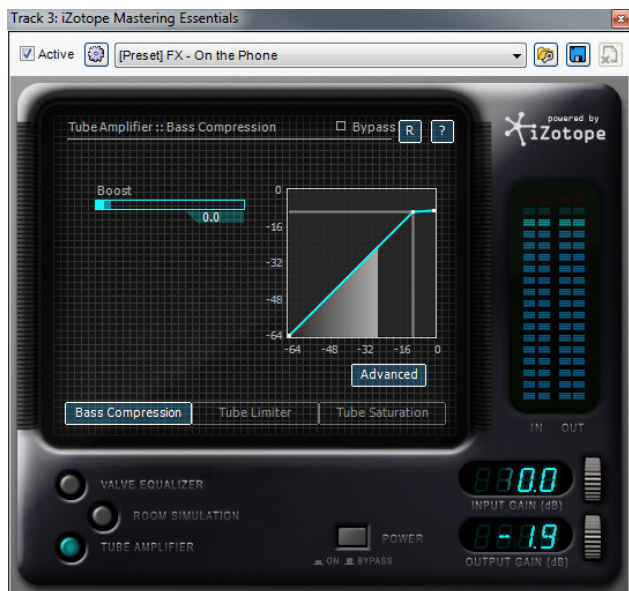 Track 3: iZotope Mastering Essentials
Active [Preset] FX - On the Phone
powered by
iZotope
Tube Amplifier :: Bass Compression Bypass R ?
Boost
0.0
0
-16
-32
-48
-64
-64 -48 -32 -16 0
Advanced
Bass Compression Tube Limiter Tube Saturation
IN OUT
VALVE EQUALIZER
ROOM SIMULATION
TUBE AMPLIFIER
POWER
ON BYPASS
0.0
INPUT GAIN (dB)
-1.9
OUTPUT GAIN (dB)